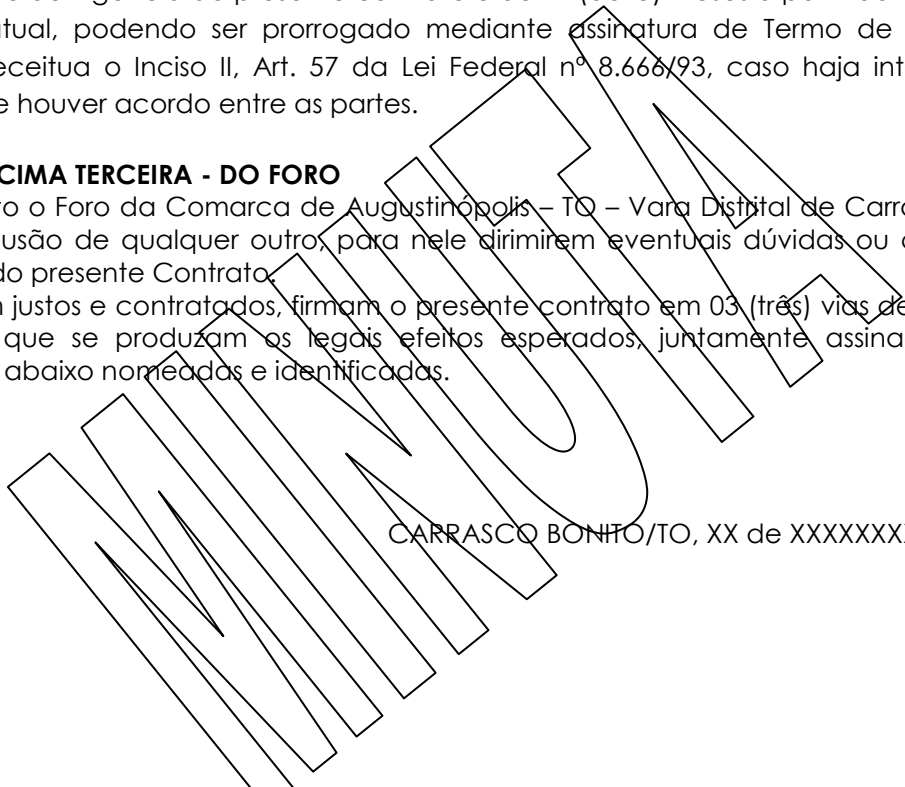 atual, podendo ser prorrogado mediante assinatura de Termo de
eceitua o Inciso II, Art. 57 da Lei Federal nº 8.666/93, caso haja int
e houver acordo entre as partes.
CIMA TERCEIRA - DO FORO
to o Foro da Comarca de Augustinópolis – TO – Vara Distrital de Carra
usão de qualquer outro, para nele dirimirem eventuais dúvidas ou
do presente Contrato.
justos e contratados, firmam o presente contrato em 03 (três) vias de
que se produzam os legais efeitos esperados, juntamente assina
abaixo nomeadas e identificadas.
CARRASCO BONITO/TO, XX de XXXXXXX
MINUTA